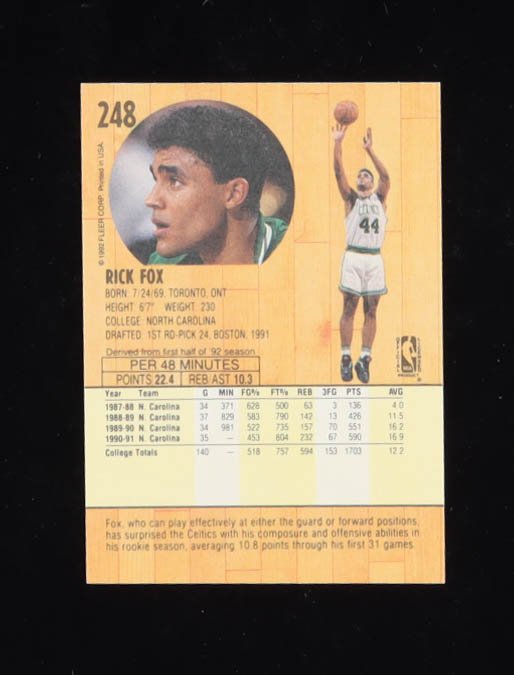 248
© 1992 FLEER CORP. Printed in USA
44
RICK FOX
BORN: 7/24/69, TORONTO, ONT
HEIGHT: 6'7" WEIGHT: 230
COLLEGE: NORTH CAROLINA
DRAFTED: 1ST RD-PICK 24, BOSTON, 1991
Derived from first half of '92 season
PER 48 MINUTES
POINTS 22.4 REB AST 10.3
NBA
PRODUCT
Year Team G MIN FG% FT% REB 3FG PTS AVG
1987-88 N. Carolina 34 371 628 500 63 3 136 4.0
1988-89 N. Carolina 37 829 583 790 142 13 426 11.5
1989-90 N. Carolina 34 981 522 735 157 70 551 16.2
1990-91 N. Carolina 35 — 453 804 232 67 590 16.9
College Totals 140 — 518 757 594 153 1703 12.2
Fox, who can play effectively at either the guard or forward positions,
has surprised the Celtics with his composure and offensive abilities in
his rookie season, averaging 10.8 points through his first 31 games.